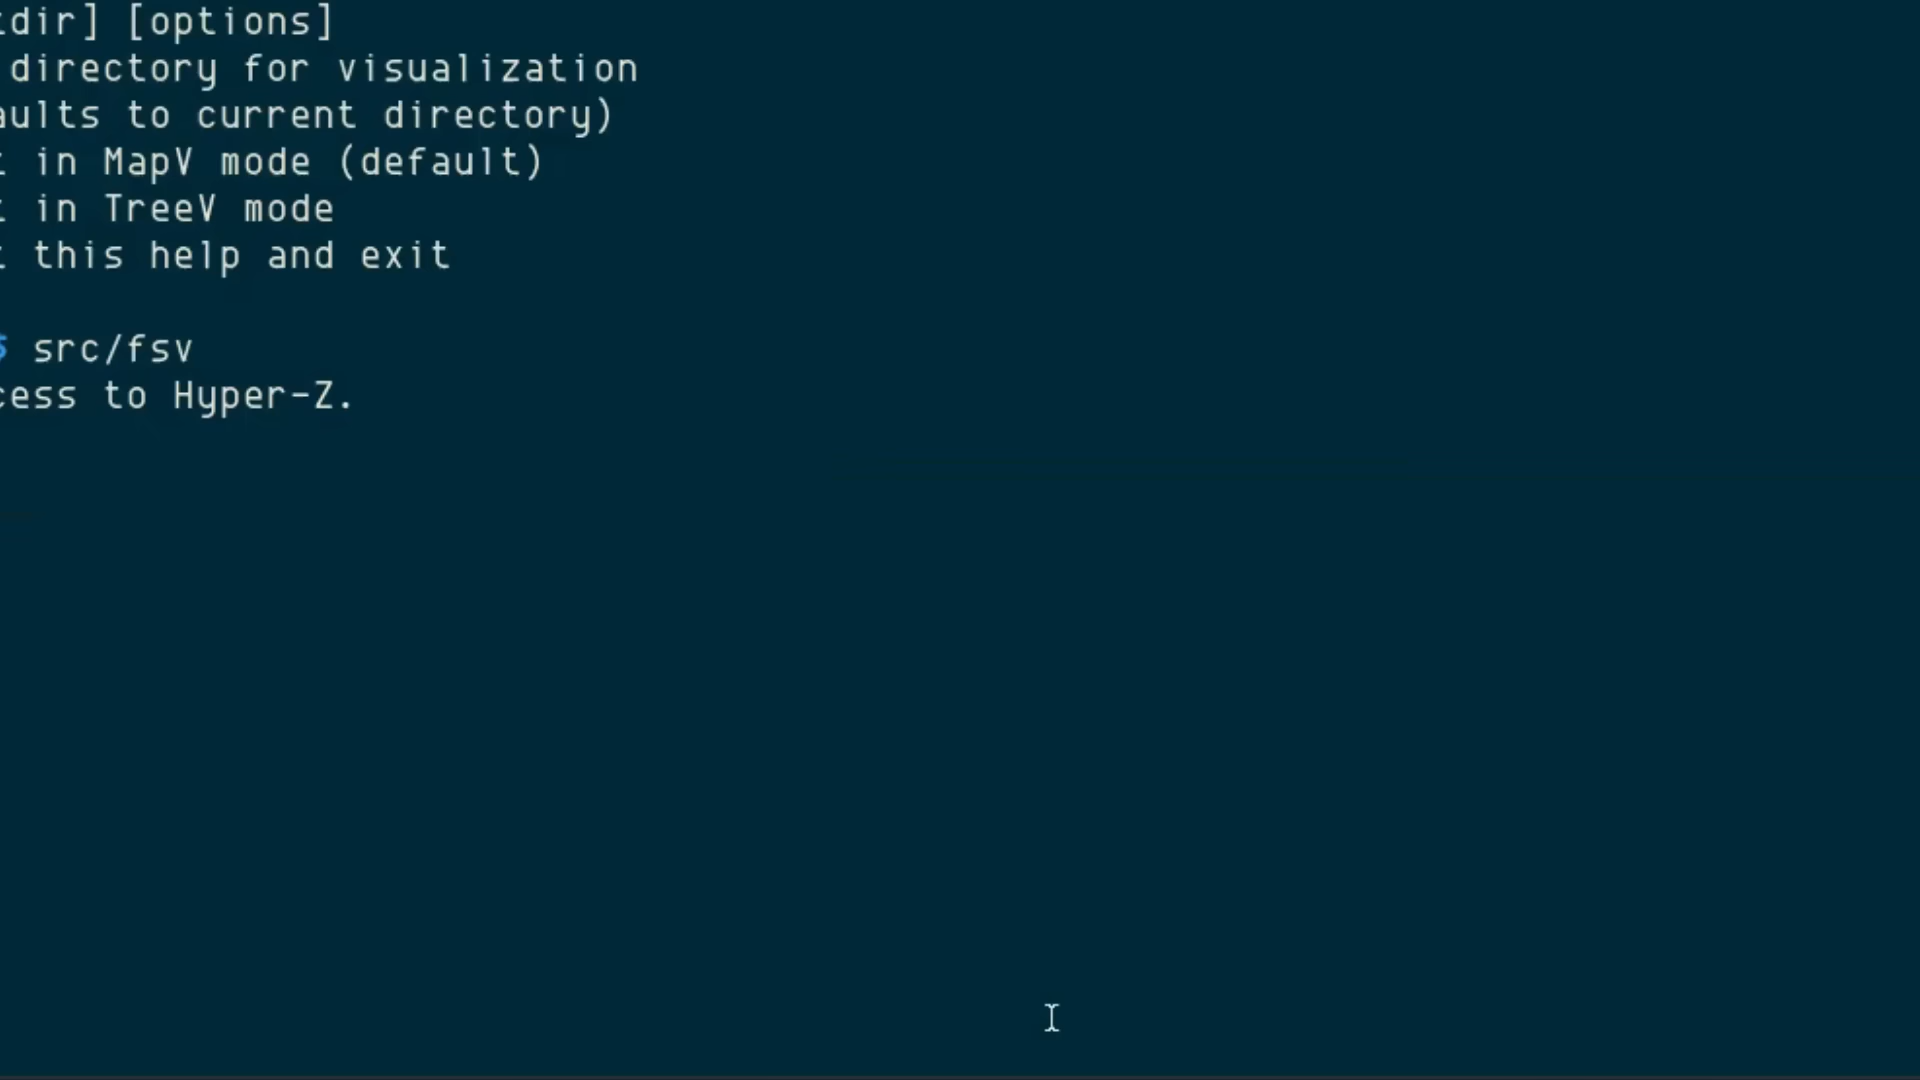 dir] [options]
directory for visualization
aults to current directory)
in MapV mode (default)
in TreeV mode
this help and exit
$ src/fsv
cess to Hyper-Z.